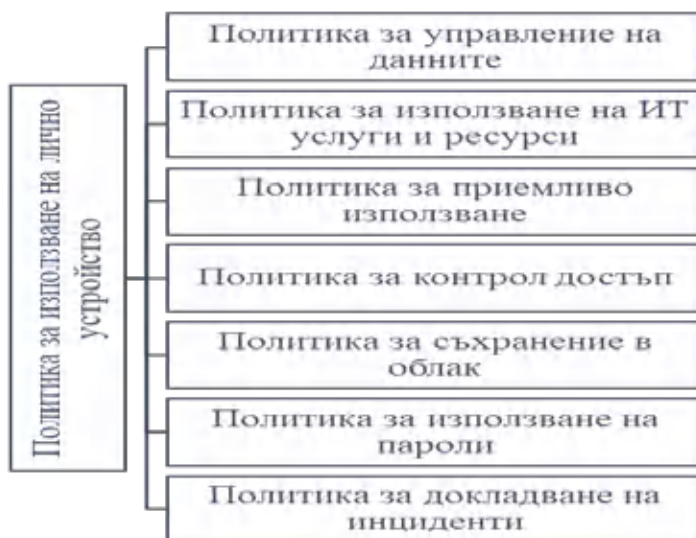 Политика за използване на лично
устройство
Политика за управление на
данните
Политика за използване на ИТ
услуги и ресурси
Политика за приемливо
използване
Политика за контрол достъп
Политика за съхранение в
облак
Политика за използване на
пароли
Политика за докладване на
инциденти